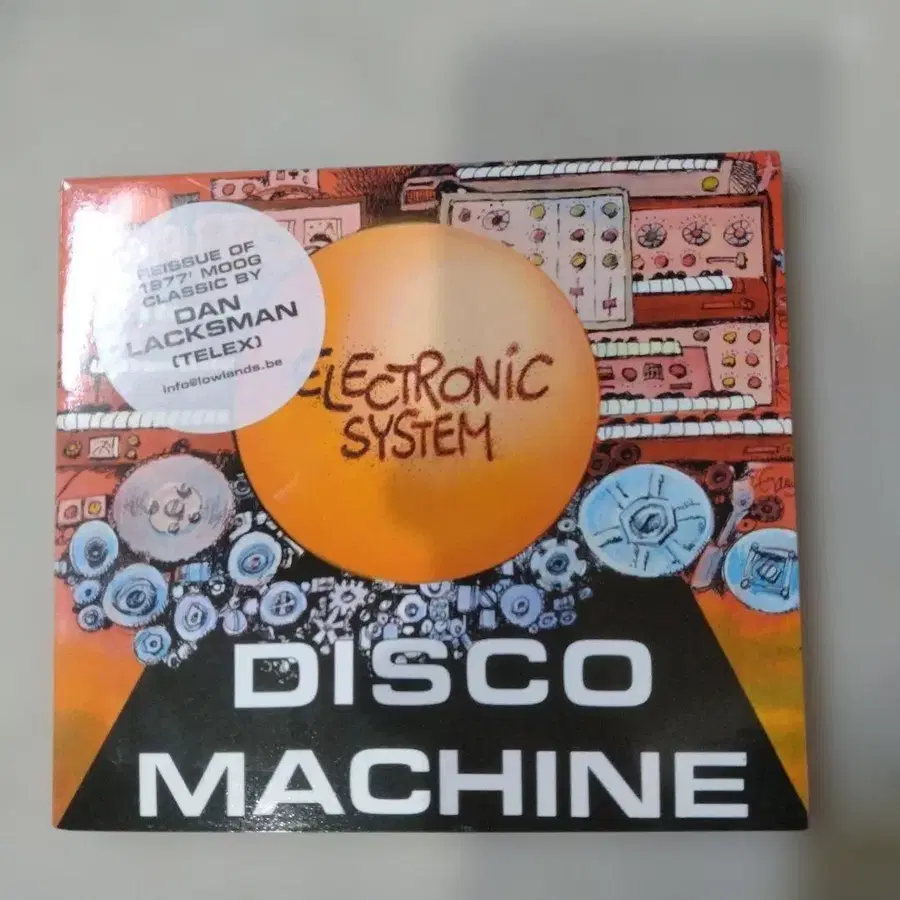 REISSUE OF
1977' MOOG
CLASSIC BY
DAN
LACKSMAN
(TELEX)
info@lowlands.be
ELECTRONiC
SYSTEM
DISCO
MACHINE